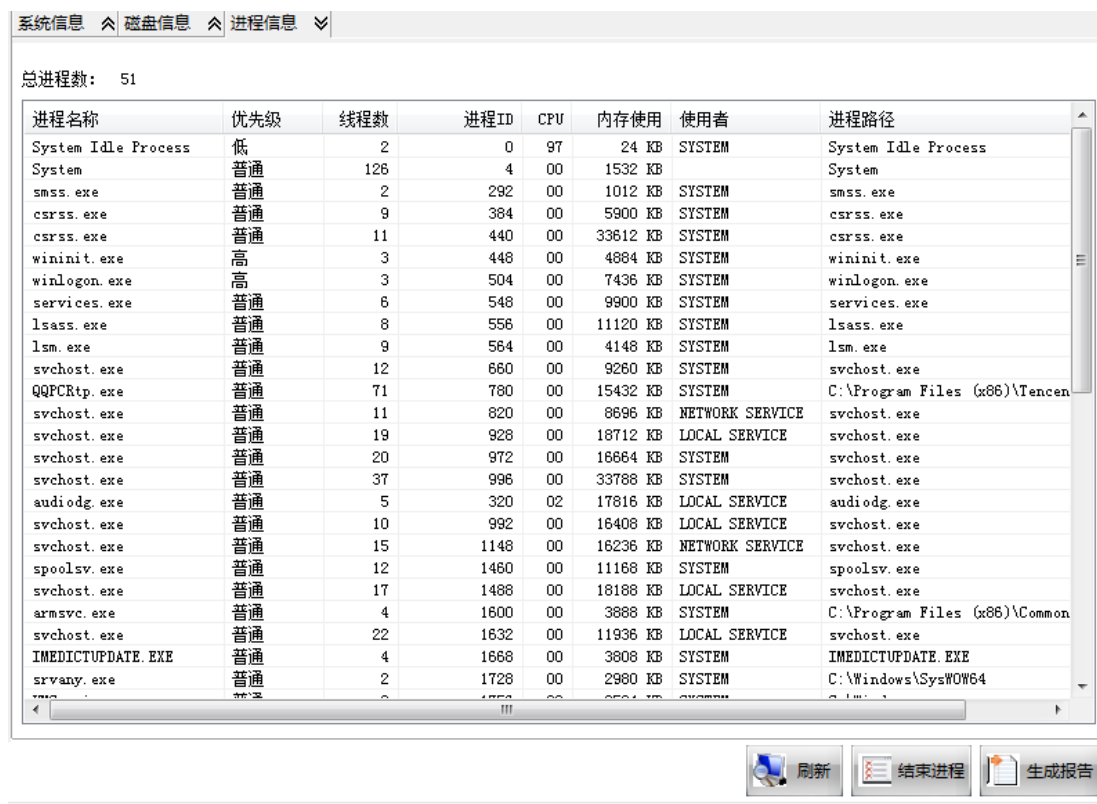 系统信息 磁盘信息 进程信息
总进程数： 51
进程名称 优先级 线程数 进程ID CPU 内存使用 使用者 进程路径
System Idle Process 低 2 0 97 24 KB SYSTEM System Idle Process
System 普通 126 4 00 1532 KB System
smss.exe 普通 2 292 00 1012 KB SYSTEM smss.exe
csrss.exe 普通 9 384 00 5900 KB SYSTEM csrss.exe
csrss.exe 普通 11 440 00 33612 KB SYSTEM csrss.exe
wininit.exe 高 3 448 00 4884 KB SYSTEM wininit.exe
winlogon.exe 高 3 504 00 7436 KB SYSTEM winlogon.exe
services.exe 普通 6 548 00 9900 KB SYSTEM services.exe
lsass.exe 普通 8 556 00 11120 KB SYSTEM lsass.exe
lsm.exe 普通 9 564 00 4148 KB SYSTEM lsm.exe
svchost.exe 普通 12 660 00 9260 KB SYSTEM svchost.exe
QQPCRtp.exe 普通 71 780 00 15432 KB SYSTEM C:\Program Files (x86)\Tencen
svchost.exe 普通 11 820 00 8696 KB NETWORK SERVICE svchost.exe
svchost.exe 普通 19 928 00 18712 KB LOCAL SERVICE svchost.exe
svchost.exe 普通 20 972 00 16664 KB SYSTEM svchost.exe
svchost.exe 普通 37 996 00 33788 KB SYSTEM svchost.exe
audiodg.exe 普通 5 320 02 17816 KB LOCAL SERVICE audiodg.exe
svchost.exe 普通 10 992 00 16408 KB LOCAL SERVICE svchost.exe
svchost.exe 普通 15 1148 00 16236 KB NETWORK SERVICE svchost.exe
spoolsv.exe 普通 12 1460 00 11168 KB SYSTEM spoolsv.exe
svchost.exe 普通 17 1488 00 18188 KB LOCAL SERVICE svchost.exe
armsvc.exe 普通 4 1600 00 3888 KB SYSTEM C:\Program Files (x86)\Common
svchost.exe 普通 22 1632 00 11936 KB LOCAL SERVICE svchost.exe
IMEDICTUPDATE.EXE 普通 4 1668 00 3808 KB SYSTEM IMEDICTUPDATE.EXE
srvany.exe 普通 2 1728 00 2980 KB SYSTEM C:\Windows\SysWOW64
刷新 结束进程 生成报告